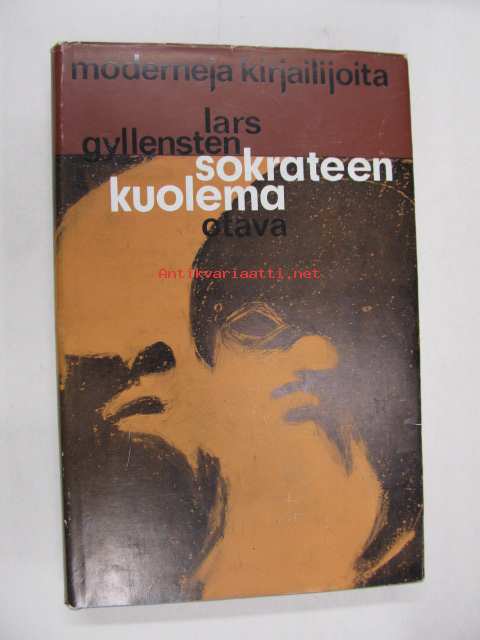 moderneja kirjailijoita
lars
gyllensten
sokrateen
kuolema
otava
Antikvariaatti.net